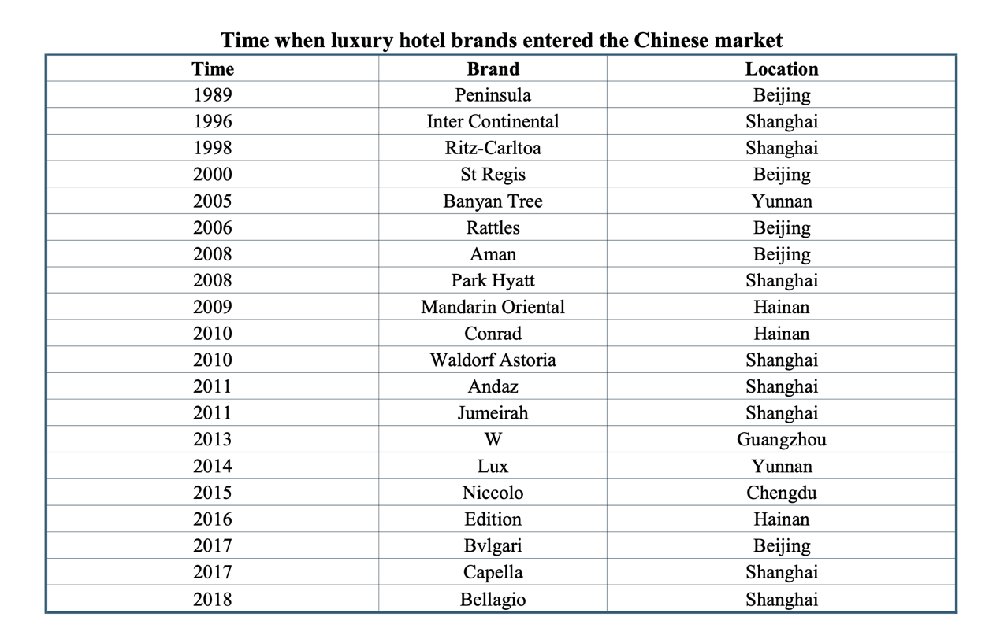 Time when luxury hotel brands entered the Chinese market
Time Brand Location
1989 Peninsula Beijing
1996 Inter Continental Shanghai
1998 Ritz-Carltoa Shanghai
2000 St Regis Beijing
2005 Banyan Tree Yunnan
2006 Rattles Beijing
2008 Aman Beijing
2008 Park Hyatt Shanghai
2009 Mandarin Oriental Hainan
2010 Conrad Hainan
2010 Waldorf Astoria Shanghai
2011 Andaz Shanghai
2011 Jumeirah Shanghai
2013 W Guangzhou
2014 Lux Yunnan
2015 Niccolo Chengdu
2016 Edition Hainan
2017 Bvlgari Beijing
2017 Capella Shanghai
2018 Bellagio Shanghai